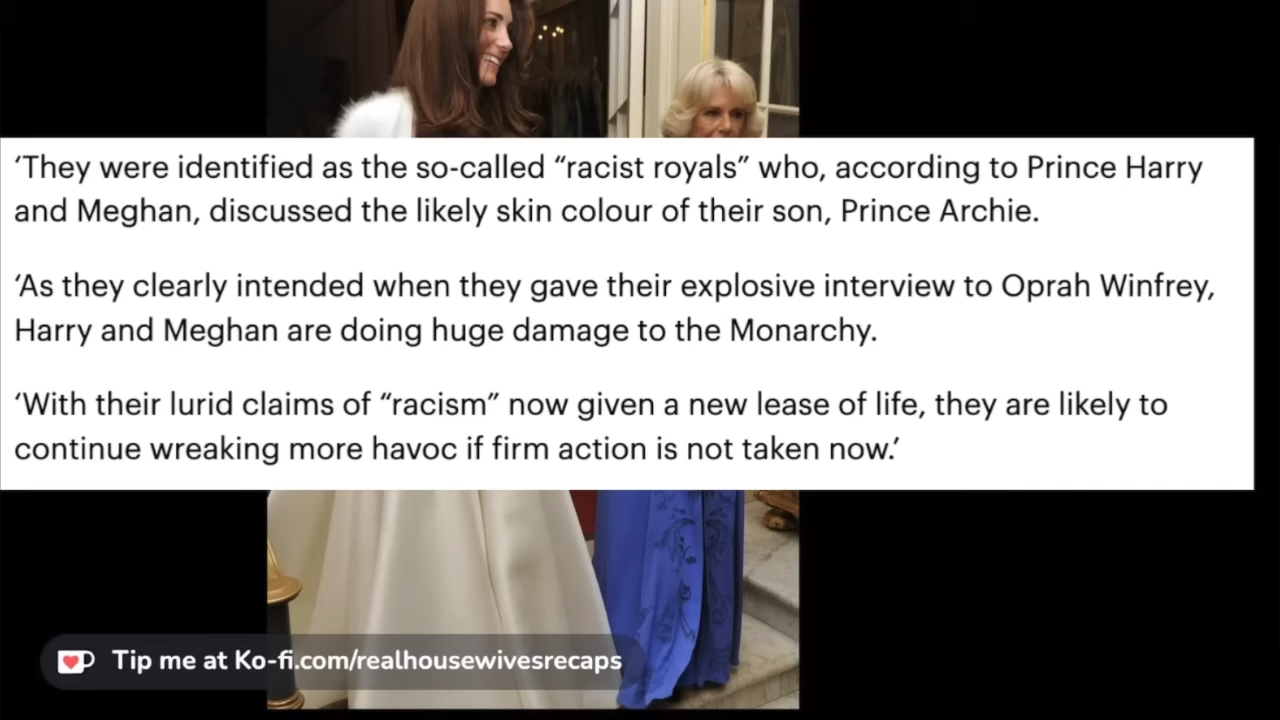 ‘They were identified as the so-called “racist royals” who, according to Prince Harry
and Meghan, discussed the likely skin colour of their son, Prince Archie.
‘As they clearly intended when they gave their explosive interview to Oprah Winfrey,
Harry and Meghan are doing huge damage to the Monarchy.
‘With their lurid claims of “racism” now given a new lease of life, they are likely to
continue wreaking more havoc if firm action is not taken now.’
Tip me at Ko-fi.com/realhousewivesrecaps